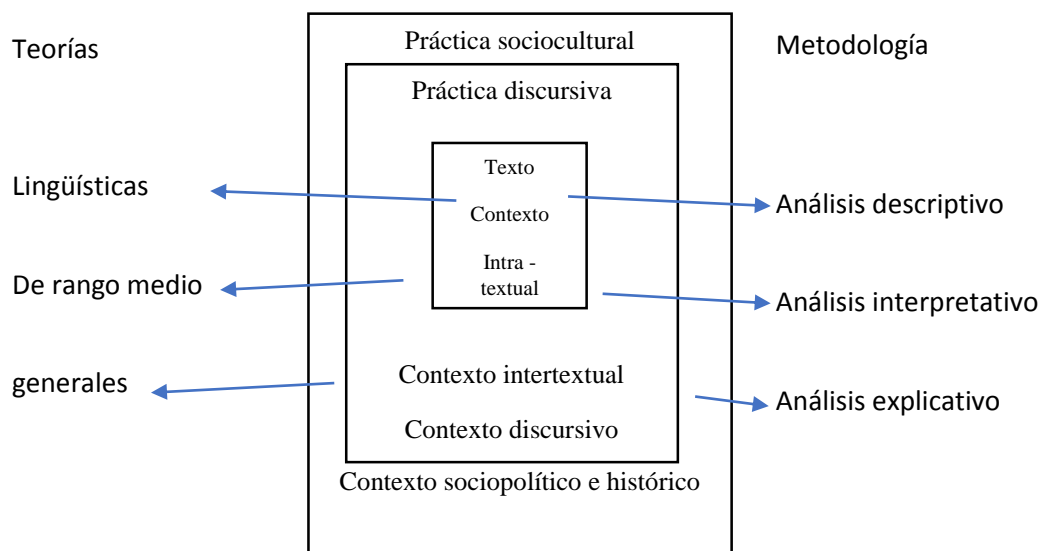 Teorías
Práctica sociocultural
Metodología
Práctica discursiva
Texto
Lingüísticas
Contexto
Análisis descriptivo
Intra -
textual
De rango medio
Análisis interpretativo
generales
Contexto intertextual
Análisis explicativo
Contexto discursivo
Contexto sociopolítico e histórico